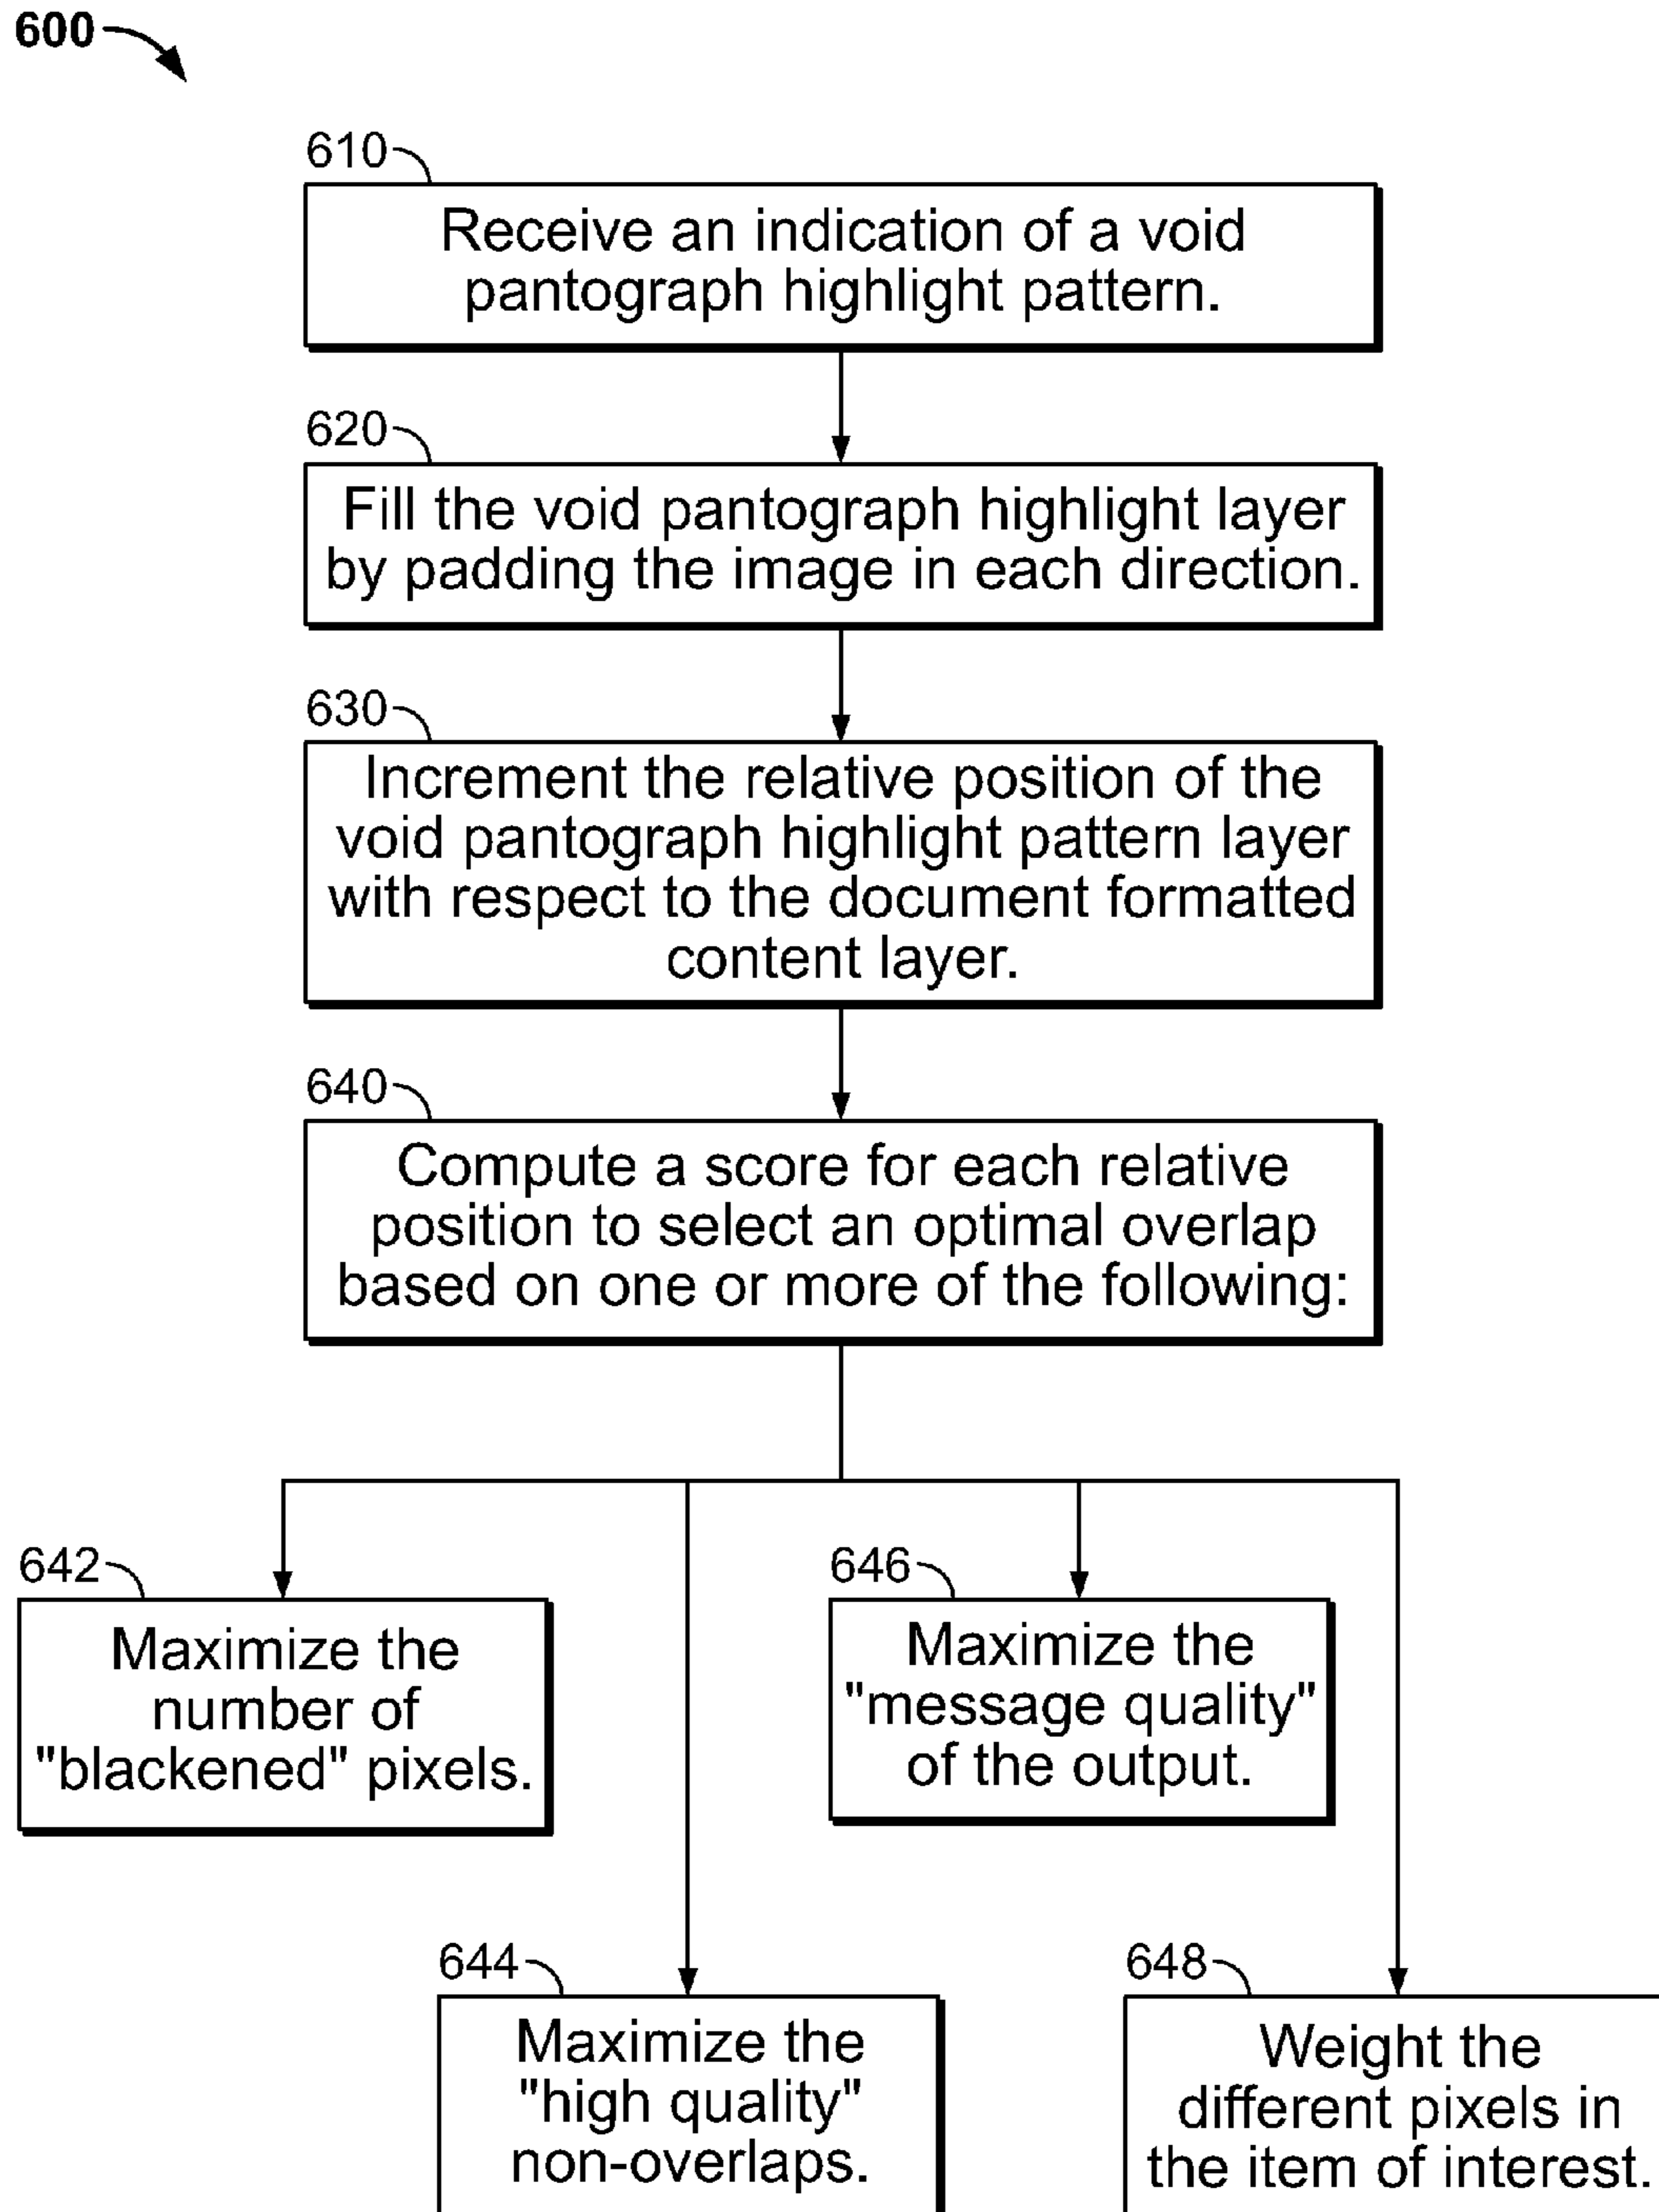 600
610
Receive an indication of a void
pantograph highlight pattern.
620
Fill the void pantograph highlight layer
by padding the image in each direction.
630
Increment the relative position of the
void pantograph highlight pattern layer
with respect to the document formatted
content layer.
640
Compute a score for each relative
position to select an optimal overlap
based on one or more of the following:
642
Maximize the
number of
"blackened" pixels.
646
Maximize the
"message quality"
of the output.
644
Maximize the
"high quality"
non-overlaps.
648
Weight the
different pixels in
the item of interest.